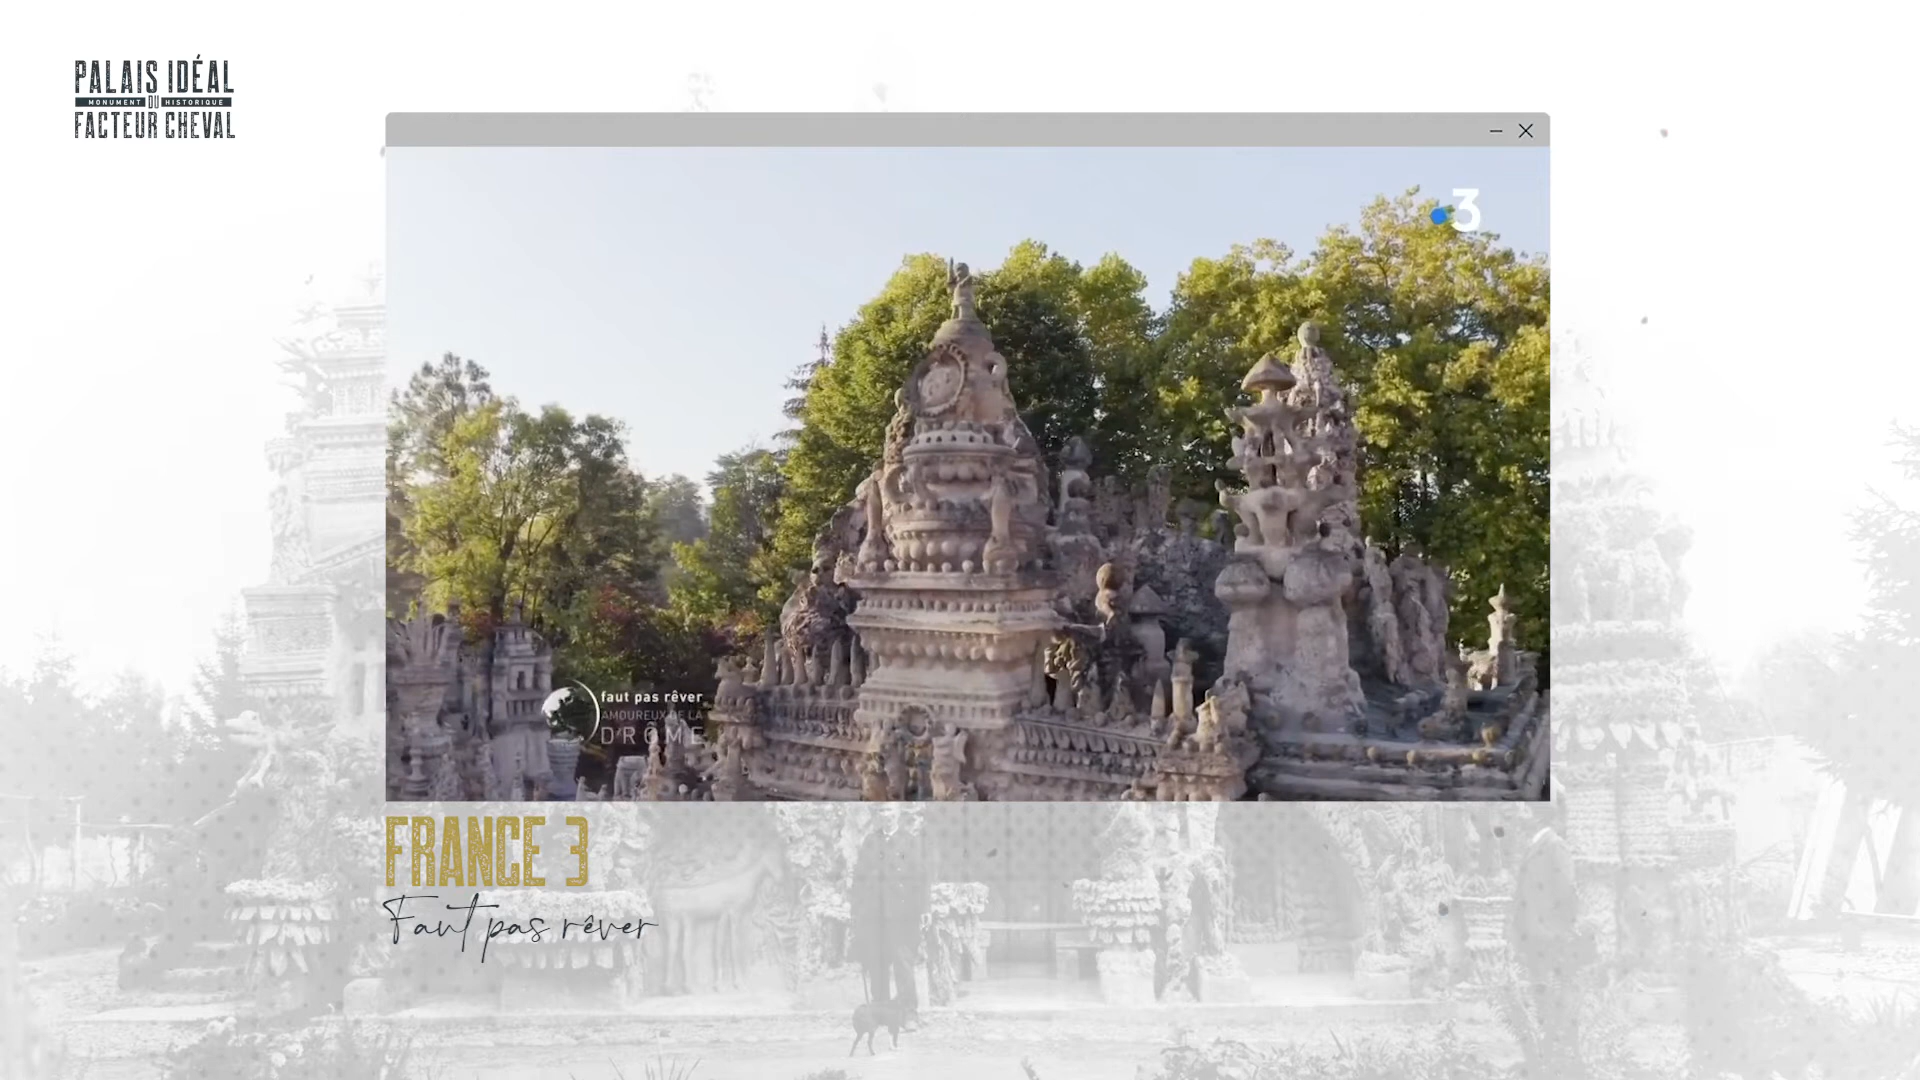 PALAIS IDÉAL
MONUMENT DU HISTORIQUE
FACTEUR CHEVAL
3
faut pas rêver
AMOUREUX DE LA
DRÔME
FRANCE 3
Faut pas rêver